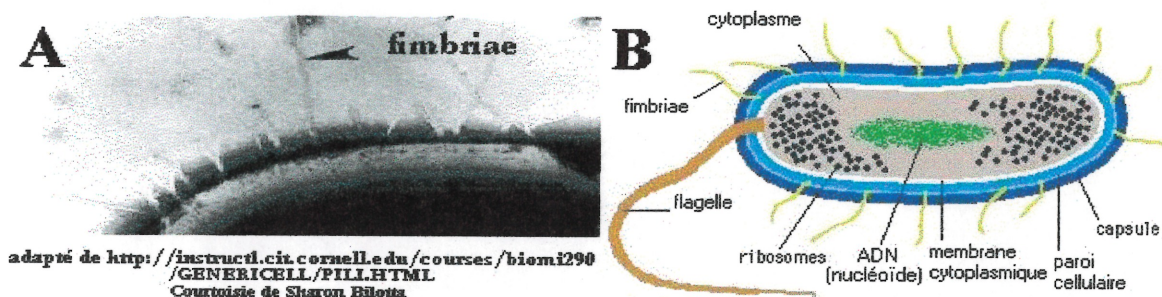 A
fimbriae
adapté de http://instruct1.cit.cornell.edu/courses/biomi290
/GENERICELL/PILI.HTML
Courtoisie de Sharon Bilotta
B
cytoplasme
fimbriae
flagelle
ribosomes
ADN
(nucléoïde)
membrane
cytoplasmique
paroi
cellulaire
capsule